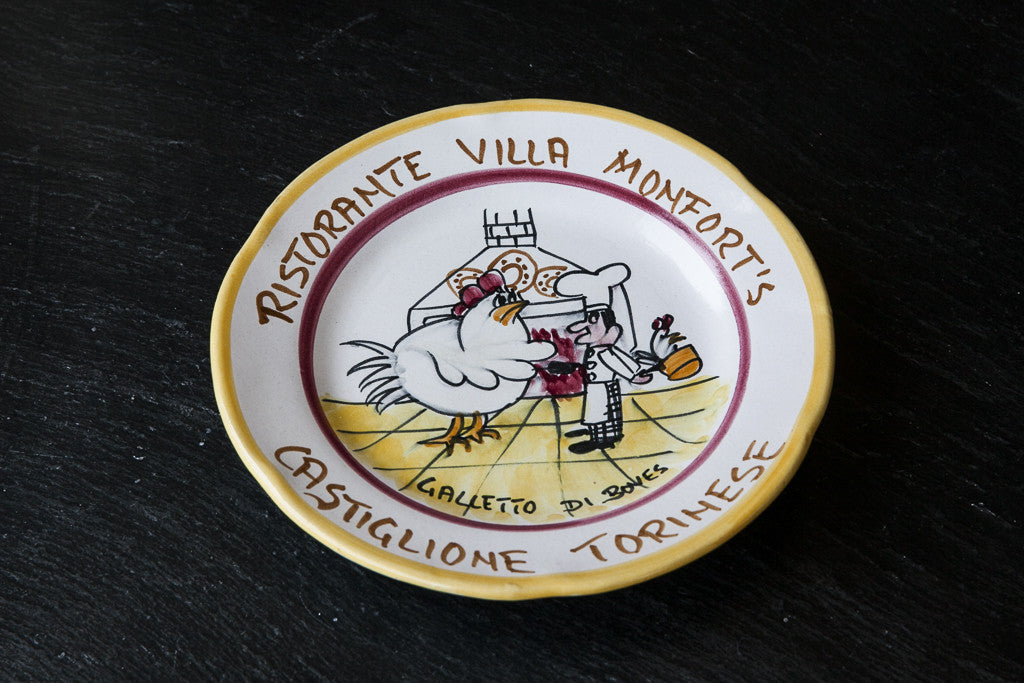 RISTORANTE VILLA MONFORT'S
GALLETTO DI BOVES
CASTIGLIONE TORINESE